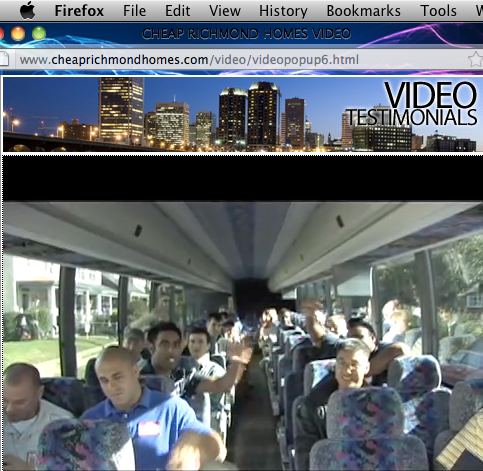 Firefox File Edit View History Bookmarks Tools
CHEAP RICHMOND HOMES VIDEO
www.cheaprichmondhomes.com/video/videopopup6.html
VIDEO
TESTIMONIALS